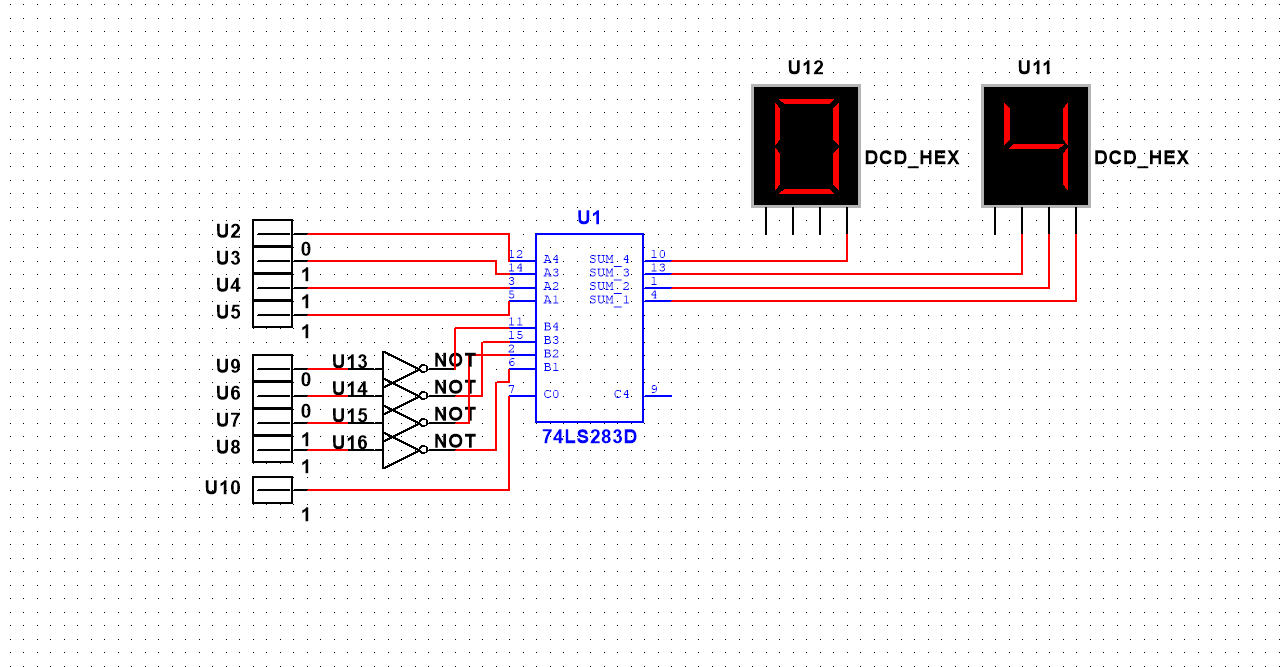 U12 U11
DCD_HEX DCD_HEX
U1
U2 0
U3 1
U4 1
U5 1
12 A4 SUM_4 10
14 A3 SUM_3 13
3 A2 SUM_2 1
5 A1 SUM_1 4
11 B4
15 B3
2 B2
6 B1
7 C0 C4 9
74LS283D
U9 0 U13 NOT
U6 0 U14 NOT
U7 1 U15 NOT
U8 1 U16 NOT
U10 1